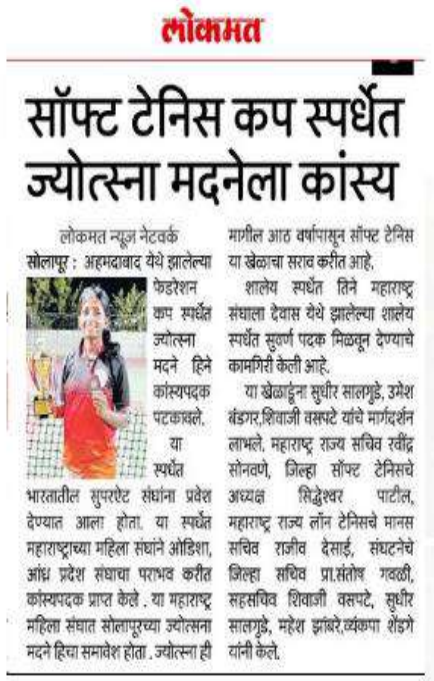 लोकमत
सॉफ्ट टेनिस कप स्पर्धेत
ज्योत्स्ना मदनेला कांस्य
लोकमत न्यूज नेटवर्क
सोलापूर : अहमदाबाद येथे झालेल्या
फेडरेशन
कप स्पर्धेत
ज्योत्स्ना
मदने हिने
कांस्यपदक
पटकावले.
या
स्पर्धेत
भारतातील सुपरऐट संघांना प्रवेश
देण्यात आला होता. या स्पर्धेत
महाराष्ट्राच्या महिला संघांने ओडिशा,
आंध्र प्रदेश संघाचा पराभव करीत
कांस्यपदक प्राप्त केले . या महाराष्ट्र
महिला संघात सोलापूरच्या ज्योत्सना
मदने हिचा समावेश होता . ज्योत्स्ना ही
मागील आठ वर्षापासुन सॉफ्ट टेनिस
या खेळाचा सराव करीत आहे.
शालेय स्पर्धेत तिने महाराष्ट्र
संघाला देवास येथे झालेल्या शालेय
स्पर्धेत सुवर्ण पदक मिळवून देण्याचे
कामगिरी केली आहे.
या खेळाडूंना सुधीर सालगुडे, उमेश
बंडगर,शिवाजी वसपटे यांचे मार्गदर्शन
लाभले. महाराष्ट्र राज्य सचिव रवींद्र
सोनवणे, जिल्हा सॉफ्ट टेनिसचे
अध्यक्ष सिद्धेश्वर पाटील,
महाराष्ट्र राज्य लॉन टेनिसचे मानस
सचिव राजीव देसाई, संघटनेचे
जिल्हा सचिव प्रा.संतोष गवळी,
सहसचिव शिवाजी वसपटे, सुधीर
सालगुडे, महेश झांबरे,व्यंकपा शेंडगे
यांनी केले.